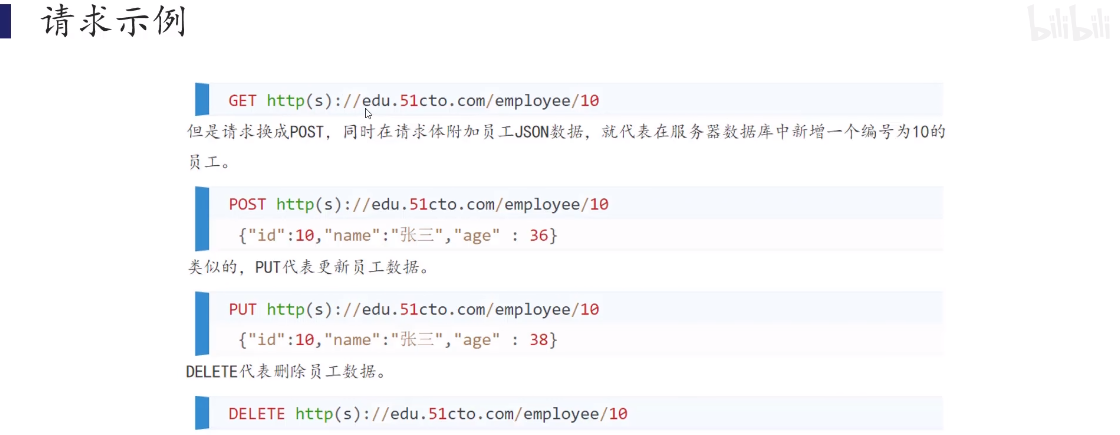 请求示例
bilibili
GET http(s)://edu.51cto.com/employee/10
但是请求换成POST，同时在请求体附加员工JSON数据，就代表在服务器数据库中新增一个编号为10的
员工。
POST http(s)://edu.51cto.com/employee/10
{"id":10,"name":"张三","age" : 36}
类似的，PUT代表更新员工数据。
PUT http(s)://edu.51cto.com/employee/10
{"id":10,"name":"张三","age" : 38}
DELETE代表删除员工数据。
DELETE http(s)://edu.51cto.com/employee/10